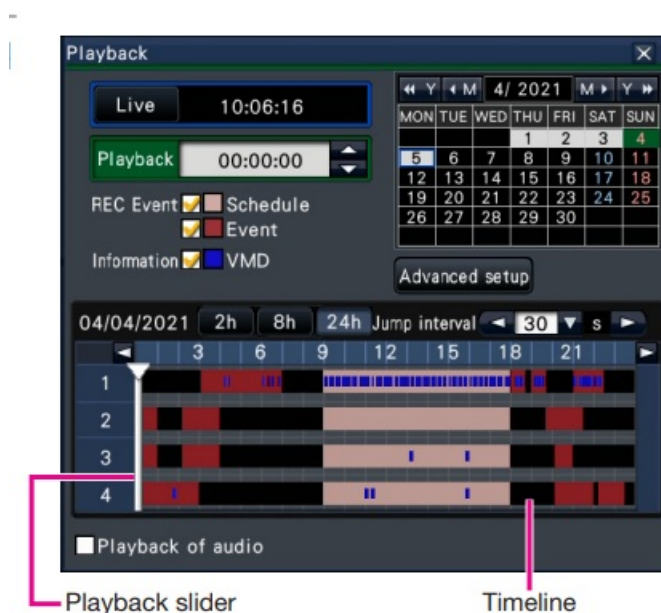 Playback
Live 10:06:16
Playback 00:00:00
REC Event Schedule
Event
Information VMD
Y M 4/ 2021 M Y
MON TUE WED THU FRI SAT SUN
1 2 3 4
5 6 7 8 9 10 11
12 13 14 15 16 17 18
19 20 21 22 23 24 25
26 27 28 29 30
Advanced setup
04/04/2021 2h 8h 24h Jump interval 30 s
3 6 9 12 15 18 21
1
2
3
4
Playback of audio
Playback slider Timeline